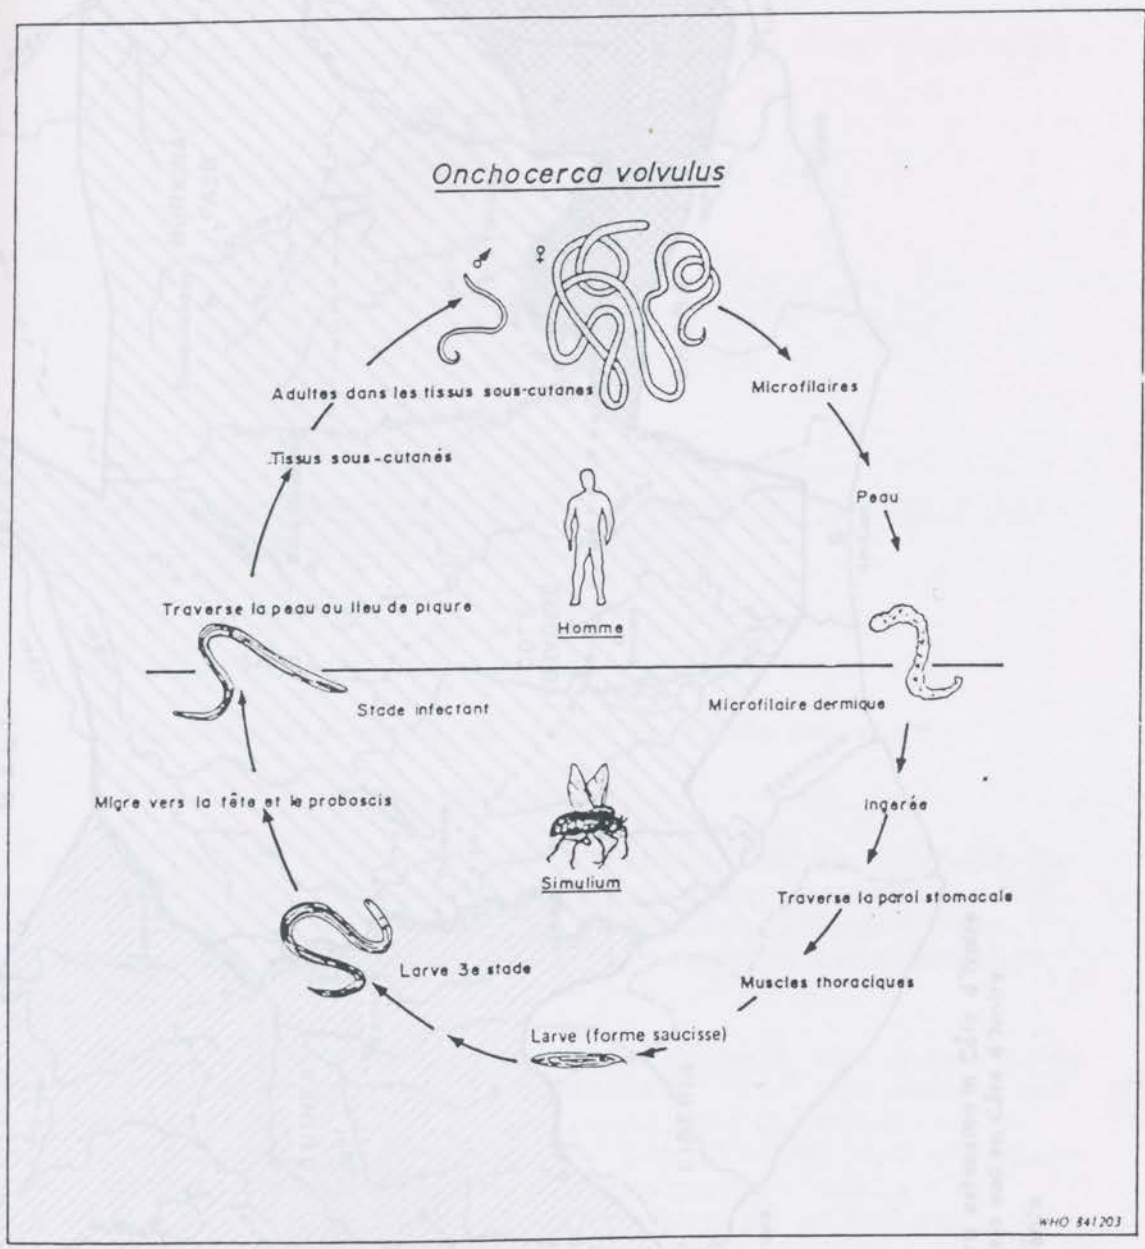 Onchocerca volvulus
♂
♀
Adultes dans les tissus sous-cutanes
Microfilaires
Tissus sous-cutanés
Peau
Traverse la peau au lieu de piqure
Homme
Stade infectant
Microfilaire dermique
Migre vers la tête et le proboscis
Ingerée
Simulium
Traverse la paroi stomacale
Larve 3e stade
Muscles thoraciques
Larve (forme saucisse)
WHO 841203